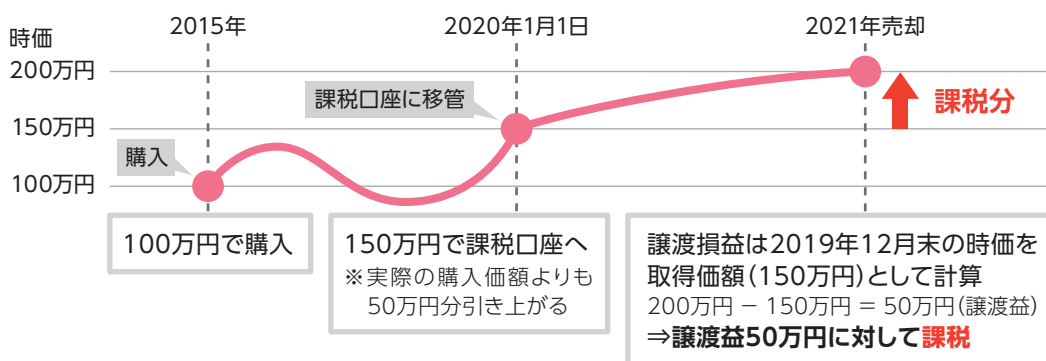 時価
2015年
2020年1月1日
2021年売却
200万円
150万円
100万円
購入
課税口座に移管
課税分
100万円で購入
150万円で課税口座へ
※実際の購入価額よりも
50万円分引き上がる
譲渡損益は2019年12月末の時価を
取得価額(150万円)として計算
200万円 − 150万円 = 50万円(譲渡益)
⇒譲渡益50万円に対して課税